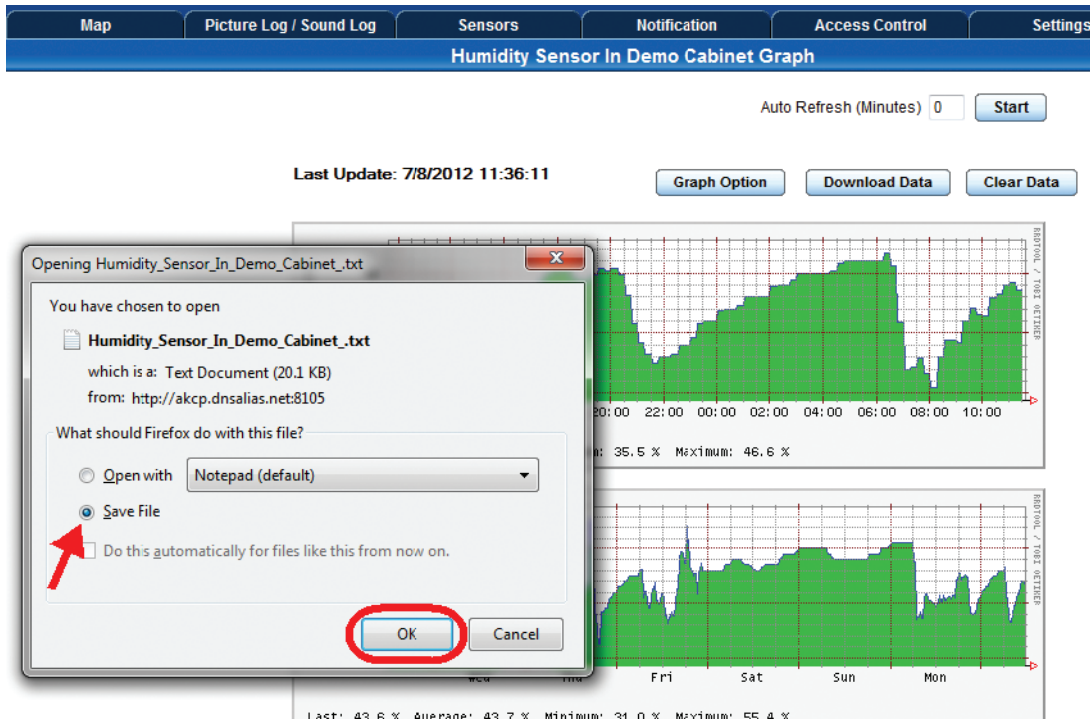 Map Picture Log / Sound Log Sensors Notification Access Control Settings
Humidity Sensor In Demo Cabinet Graph
Auto Refresh (Minutes) 0 Start
Last Update: 7/8/2012 11:36:11
Graph Option Download Data Clear Data
Opening Humidity_Sensor_In_Demo_Cabinet_.txt
You have chosen to open
Humidity_Sensor_In_Demo_Cabinet_.txt
which is a: Text Document (20.1 KB)
from: http://akcp.dnsalias.net:8105
What should Firefox do with this file?
Open with Notepad (default)
Save File
Do this automatically for files like this from now on.
OK Cancel
RRDTOOL / TOBI OETIKER
20:00 22:00 00:00 02:00 04:00 06:00 08:00 10:00
35.5 % Maximum: 46.6 %
RRDTOOL / TOBI OETIKER
Wed Thu Fri Sat Sun Mon
Last: 43.6 % Average: 43.7 % Minimum: 31.0 % Maximum: 55.4 %